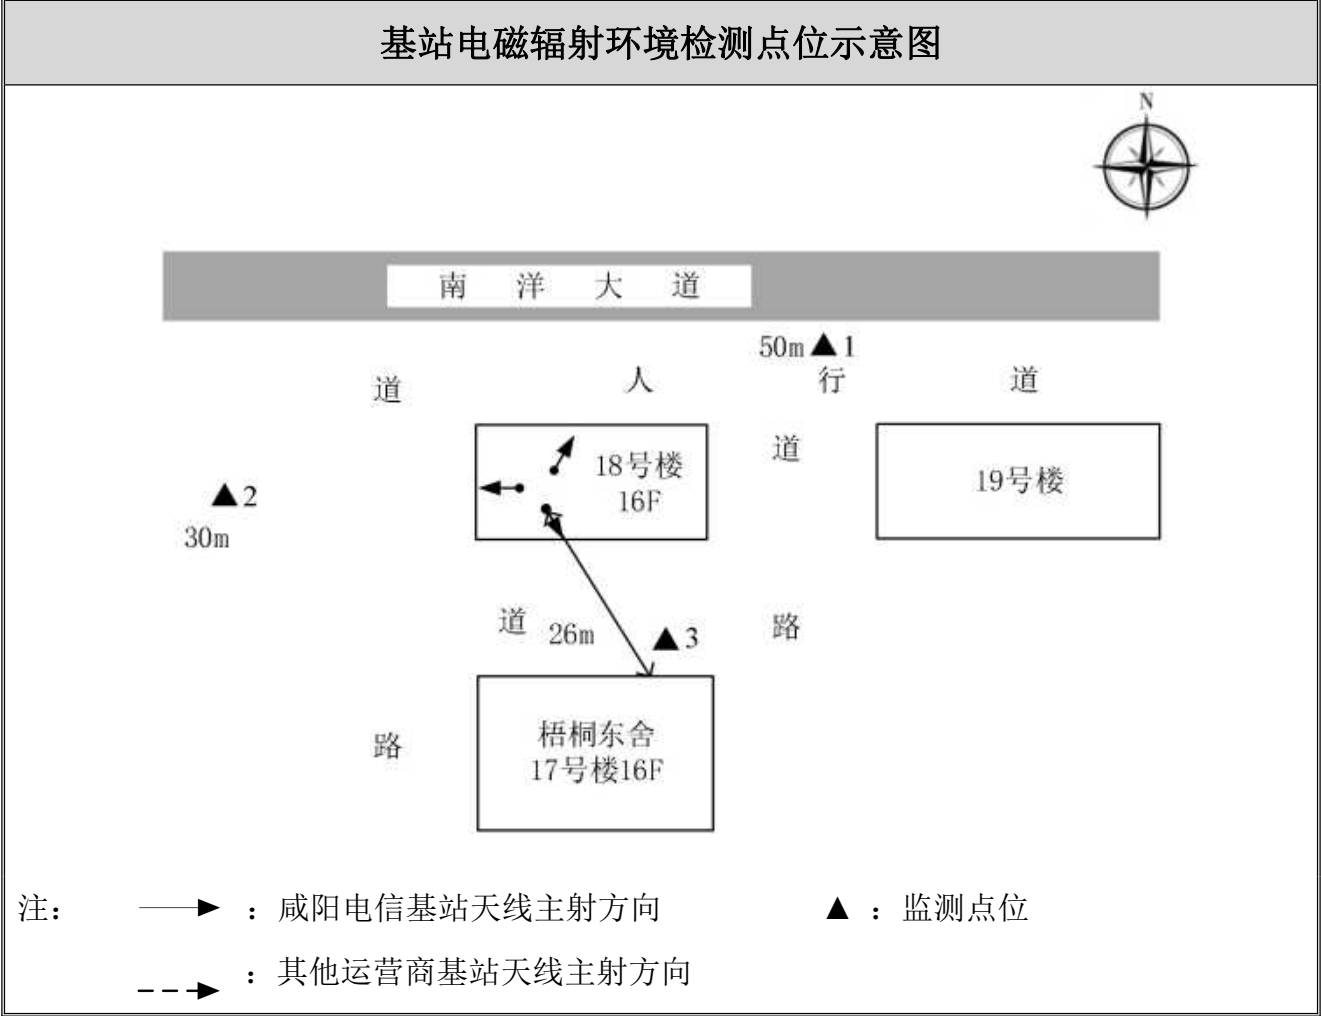 基站电磁辐射环境检测点位示意图
N
南洋大道
50m▲1
道 人 行 道
18号楼
16F
道
19号楼
▲2
30m
道
26m
▲3
路
梧桐东舍
17号楼16F
路
注： ：咸阳电信基站天线主射方向 ▲：监测点位
：其他运营商基站天线主射方向